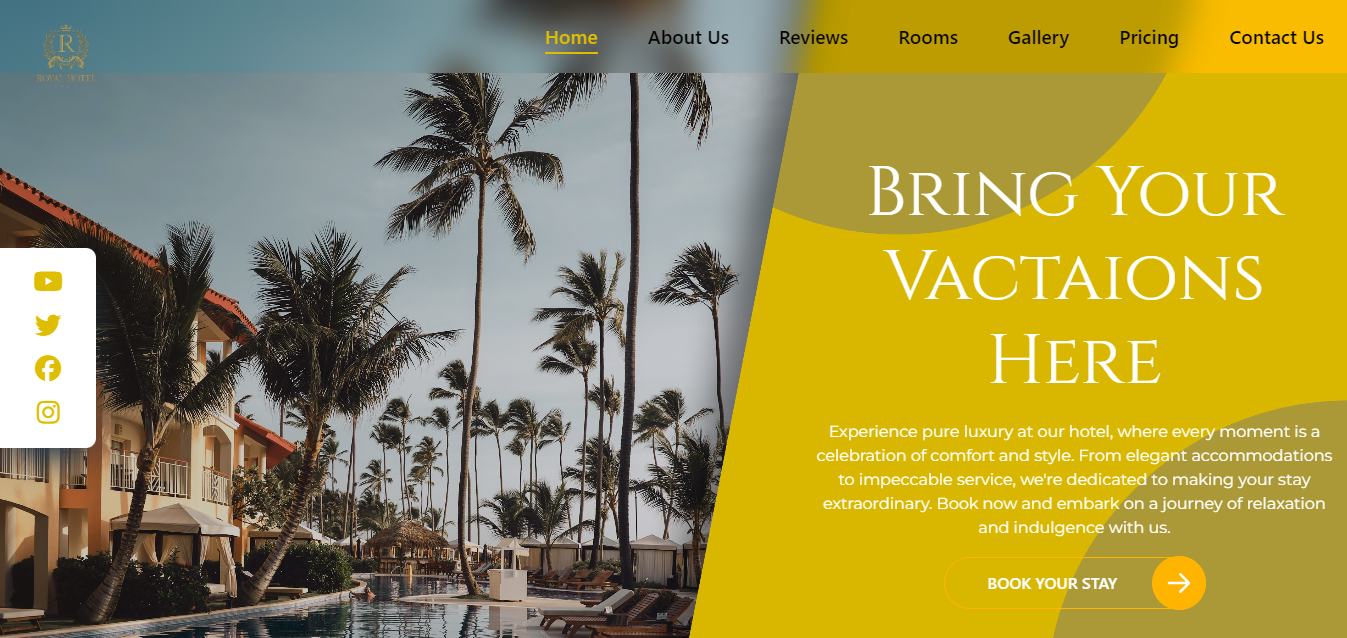 R
ROYAL HOTEL
Home About Us Reviews Rooms Gallery Pricing Contact Us
Bring Your
Vactaions
Here
Experience pure luxury at our hotel, where every moment is a
celebration of comfort and style. From elegant accommodations
to impeccable service, we're dedicated to making your stay
extraordinary. Book now and embark on a journey of relaxation
and indulgence with us.
BOOK YOUR STAY